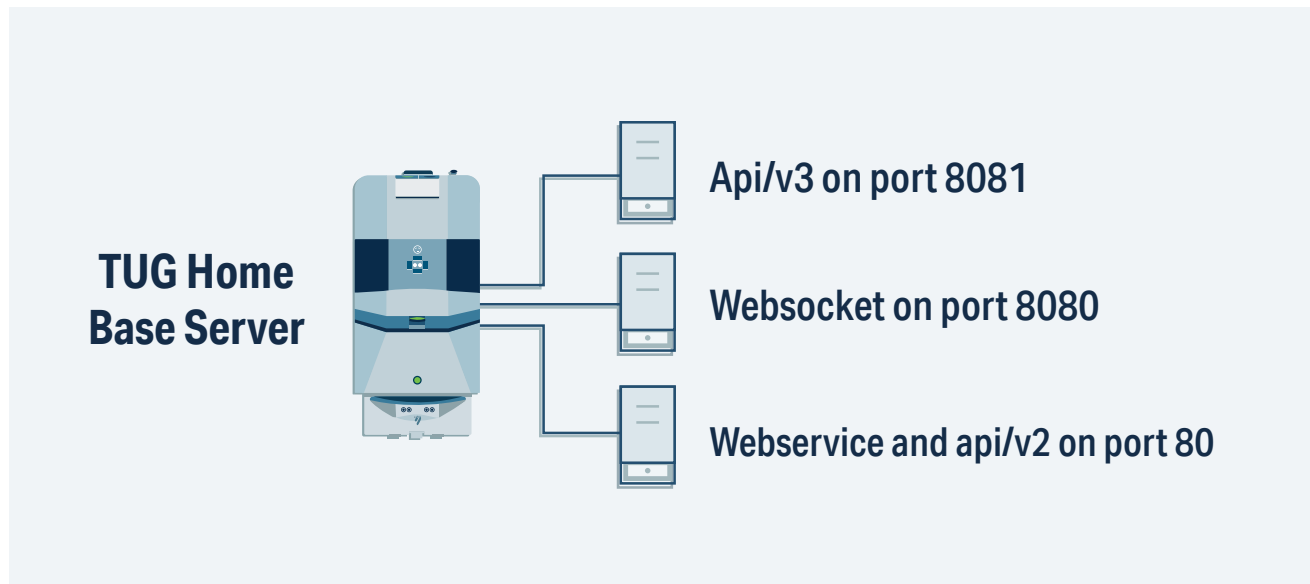 TUG Home
Base Server
Api/v3 on port 8081
Websocket on port 8080
Webservice and api/v2 on port 80